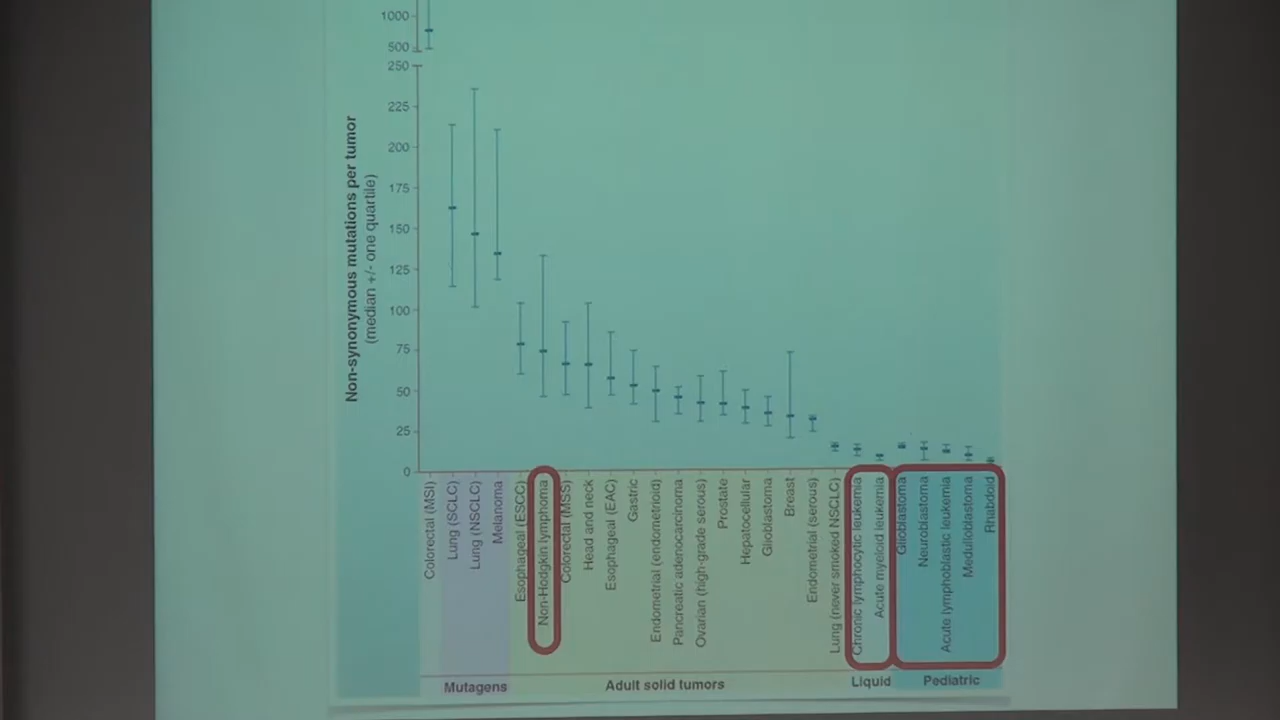 1000
500
250
225
200
175
150
125
100
75
50
25
0
Non-synonymous mutations per tumor
(median +/- one quartile)
Colorectal (MSI)
Lung (SCLC)
Lung (NSCLC)
Melanoma
Esophageal (ESCC)
Non-Hodgkin lymphoma
Colorectal (MSS)
Head and neck
Esophageal (EAC)
Gastric
Endometrial (endometrioid)
Pancreatic adenocarcinoma
Ovarian (high-grade serous)
Prostate
Hepatocellular
Glioblastoma
Breast
Endometrial (serous)
Lung (never smoked NSCLC)
Chronic lymphocytic leukemia
Acute myeloid leukemia
Glioblastoma
Neuroblastoma
Acute lymphoblastic leukemia
Medulloblastoma
Rhabdoid
Mutagens
Adult solid tumors
Liquid
Pediatric